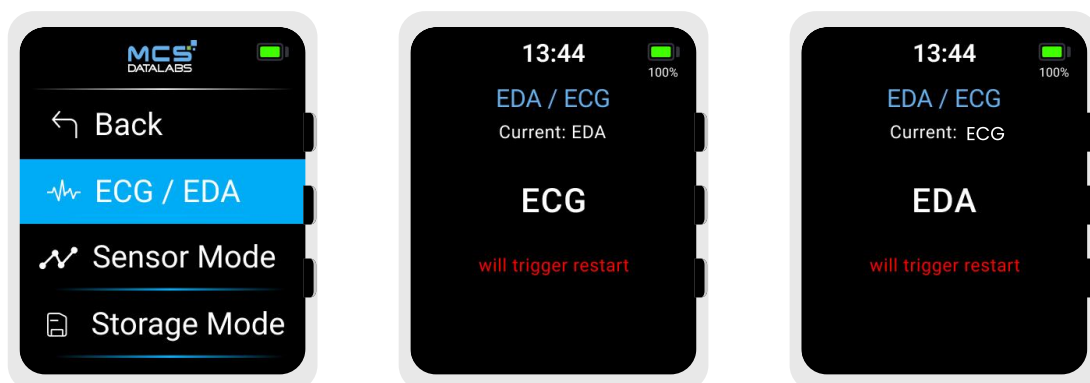 MCS
DATALABS
Back
ECG / EDA
Sensor Mode
Storage Mode
13:44
100%
EDA / ECG
Current: EDA
ECG
will trigger restart
13:44
100%
EDA / ECG
Current: ECG
EDA
will trigger restart